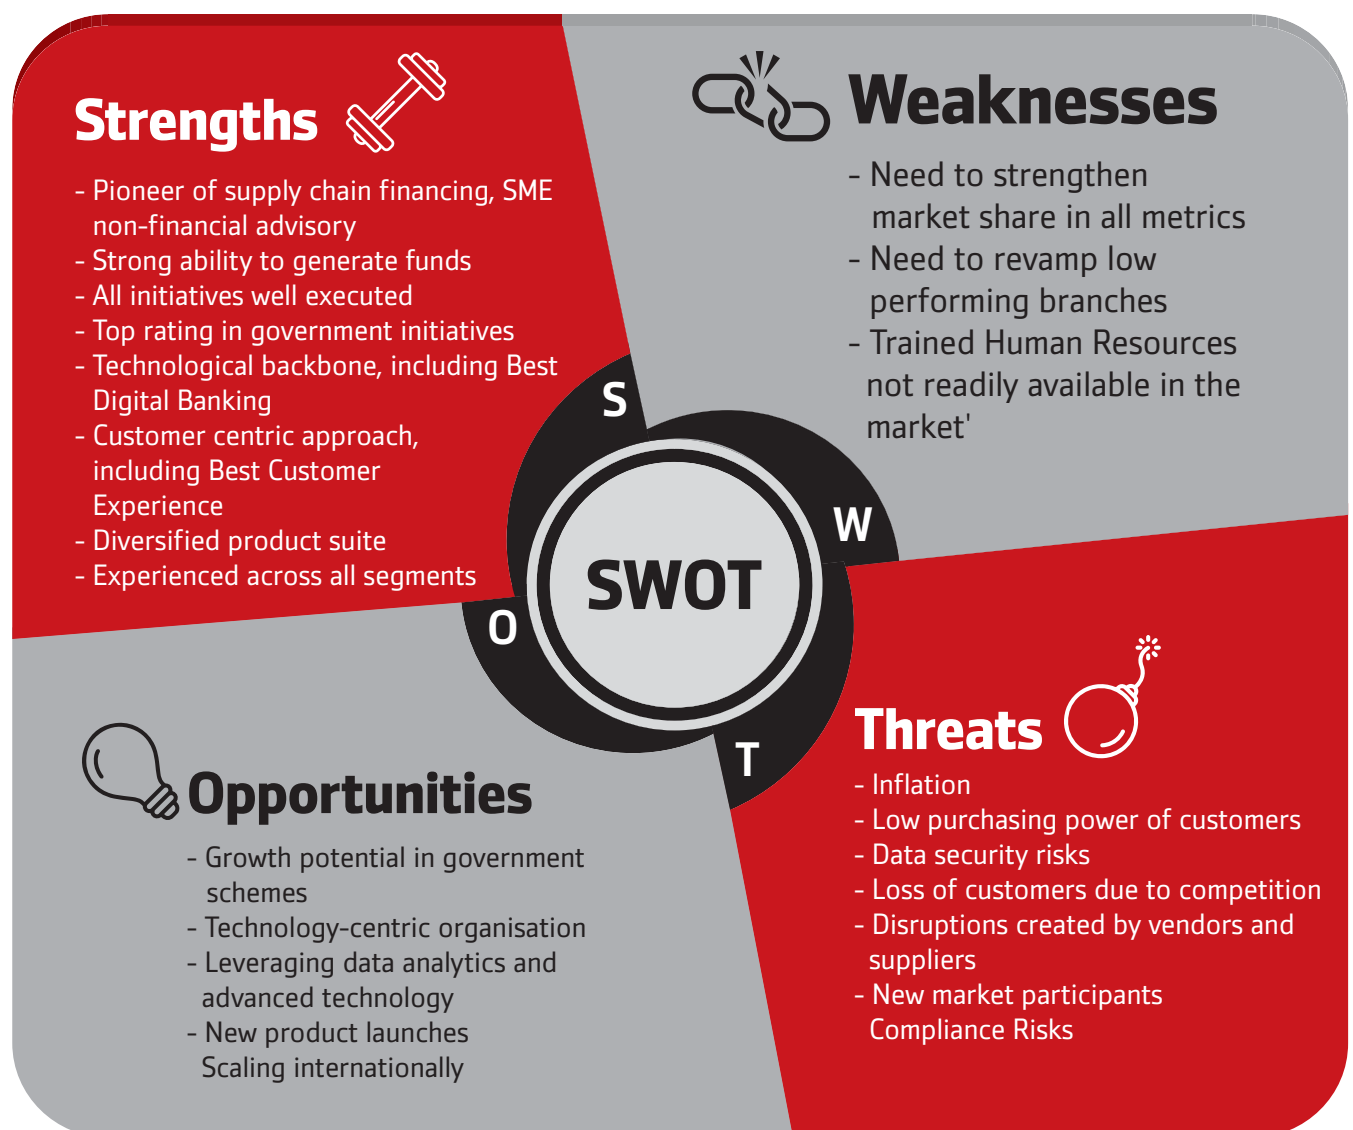 Strengths
- Pioneer of supply chain financing, SME
non-financial advisory
- Strong ability to generate funds
- All initiatives well executed
- Top rating in government initiatives
- Technological backbone, including Best
Digital Banking
- Customer centric approach,
including Best Customer
Experience
- Diversified product suite
- Experienced across all segments
Weaknesses
- Need to strengthen
market share in all metrics
- Need to revamp low
performing branches
- Trained Human Resources
not readily available in the
market'
S
W
SWOT
O
T
Opportunities
- Growth potential in government
schemes
- Technology-centric organisation
- Leveraging data analytics and
advanced technology
- New product launches
Scaling internationally
Threats
- Inflation
- Low purchasing power of customers
- Data security risks
- Loss of customers due to competition
- Disruptions created by vendors and
suppliers
- New market participants
Compliance Risks